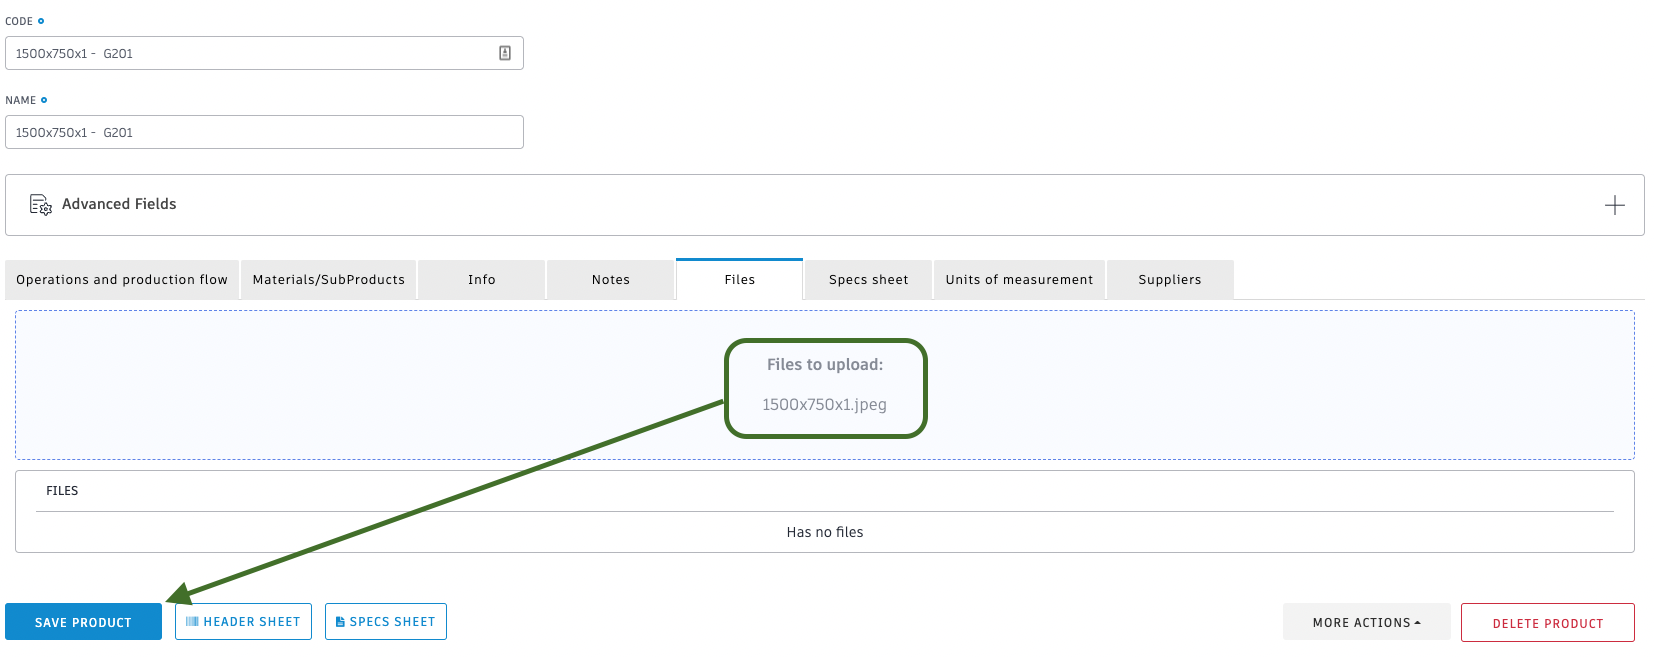 CODE
1500x750x1 - G201
NAME
1500x750x1 - G201
Advanced Fields
Operations and production flow Materials/SubProducts Info Notes Files Specs sheet Units of measurement Suppliers
Files to upload:
1500x750x1.jpeg
FILES
Has no files
SAVE PRODUCT HEADER SHEET SPECS SHEET MORE ACTIONS DELETE PRODUCT